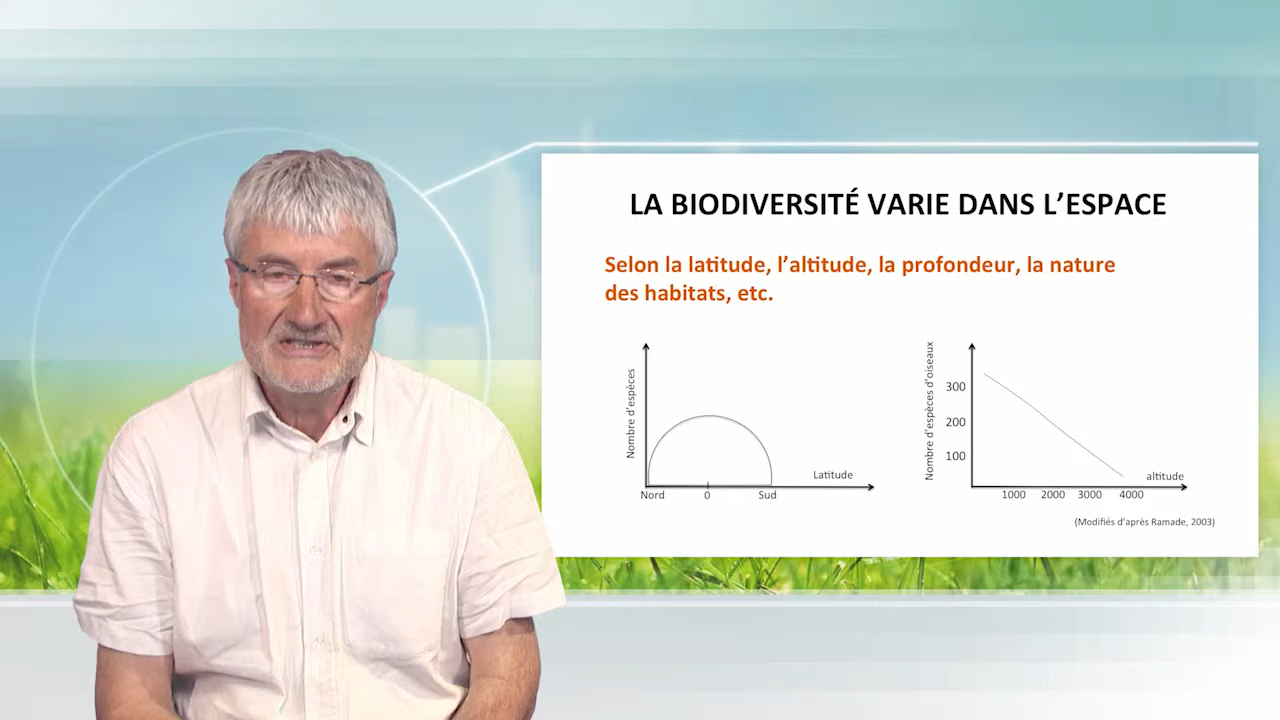 LA BIODIVERSITÉ VARIE DANS L’ESPACE
Selon la latitude, l’altitude, la profondeur, la nature
des habitats, etc.
Nombre d’espèces
Latitude
Nord
0
Sud
Nombre d’espèces d’oiseaux
300
200
100
altitude
1000 2000 3000 4000
(Modifiés d’après Ramade, 2003)